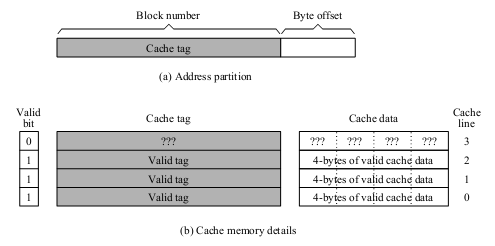 Block number Byte offset
Cache tag
(a) Address partition
Valid bit Cache tag Cache data Cache line
0 ??? ??? ??? ??? ??? 3
1 Valid tag 4-bytes of valid cache data 2
1 Valid tag 4-bytes of valid cache data 1
1 Valid tag 4-bytes of valid cache data 0
(b) Cache memory details